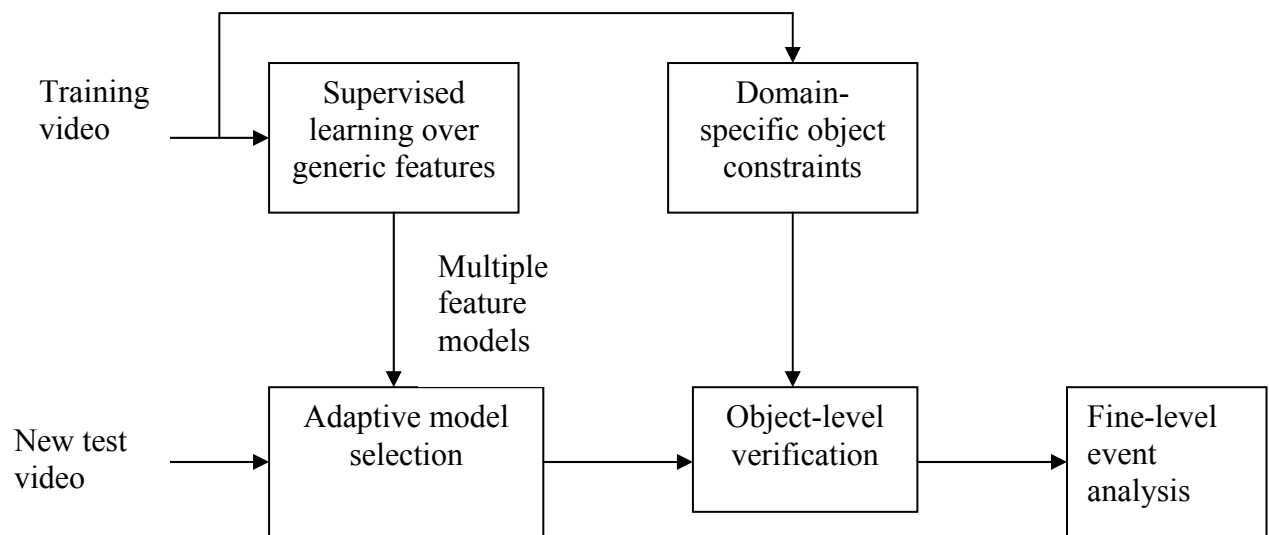 Training
video
Supervised
learning over
generic features
Domain-
specific object
constraints
Multiple
feature
models
New test
video
Adaptive model
selection
Object-level
verification
Fine-level
event
analysis